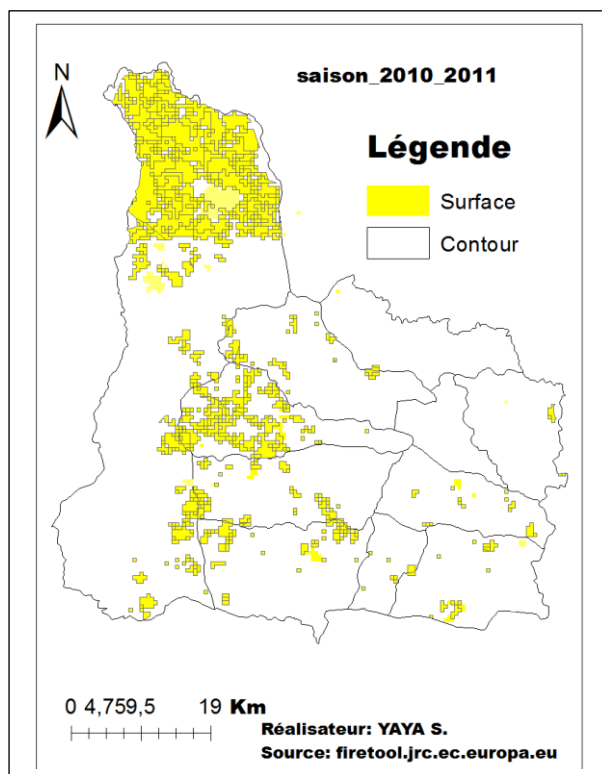 saison_2010_2011
N
Légende
Surface
Contour
0 4,759,5 19 Km
Réalisateur: YAYA S.
Source: firetool.jrc.ec.europa.eu